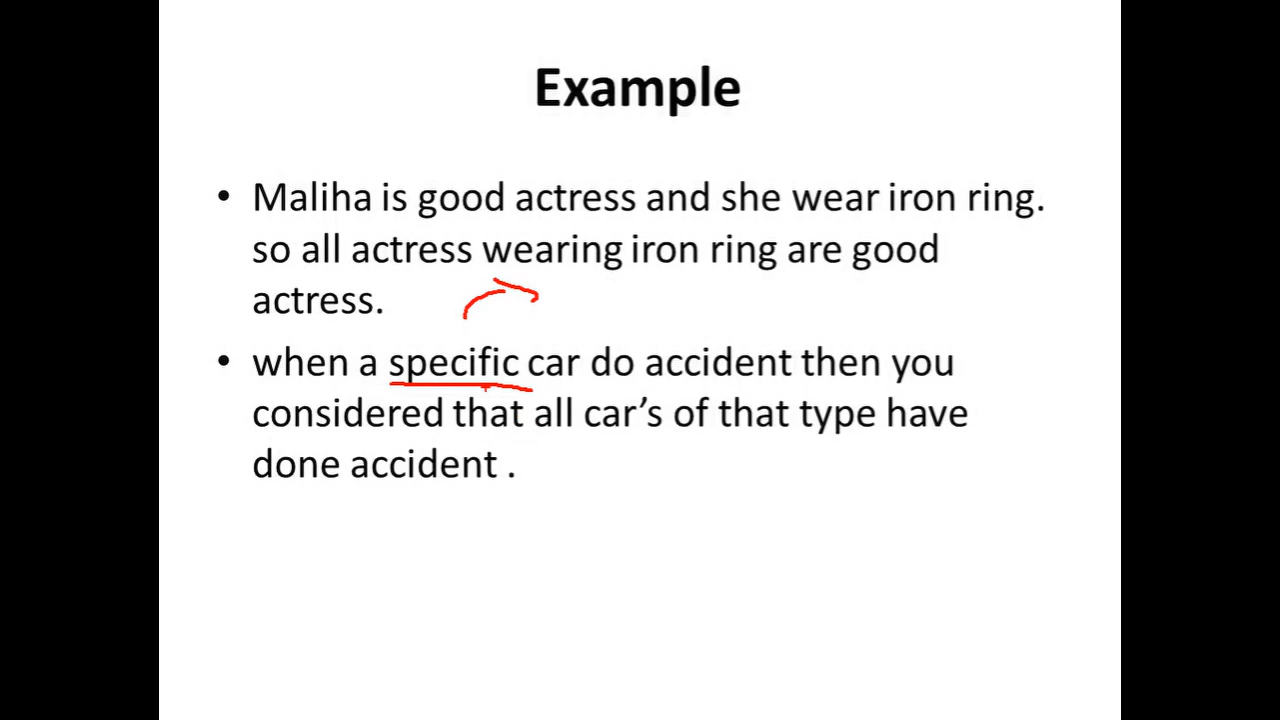 Example
• Maliha is good actress and she wear iron ring.
so all actress wearing iron ring are good
actress.
• when a specific car do accident then you
considered that all car’s of that type have
done accident .